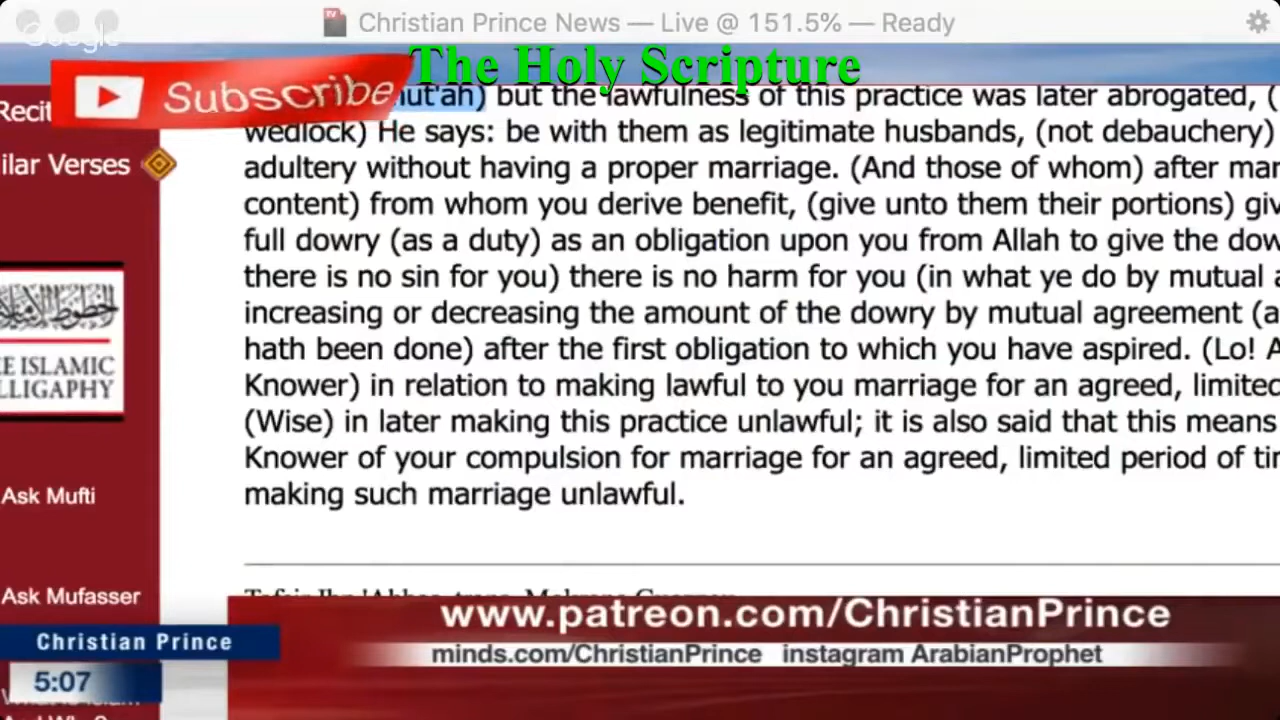 Christian Prince News — Live @ 151.5% — Ready
Google
The Holy Scripture
Subscribe
Recit
ilar Verses
but the lawfulness of this practice was later abrogated, (
wedlock) He says: be with them as legitimate husbands, (not debauchery)
adultery without having a proper marriage. (And those of whom) after mar
content) from whom you derive benefit, (give unto them their portions) giv
full dowry (as a duty) as an obligation upon you from Allah to give the dow
there is no sin for you) there is no harm for you (in what ye do by mutual a
increasing or decreasing the amount of the dowry by mutual agreement (a
hath been done) after the first obligation to which you have aspired. (Lo! A
Knower) in relation to making lawful to you marriage for an agreed, limited
(Wise) in later making this practice unlawful; it is also said that this means
Knower of your compulsion for marriage for an agreed, limited period of tim
making such marriage unlawful.
E ISLAMIC
LLIGAPHY
Ask Mufti
Ask Mufasser
www.patreon.com/ChristianPrince
Christian Prince
minds.com/ChristianPrince instagram ArabianProphet
5:07